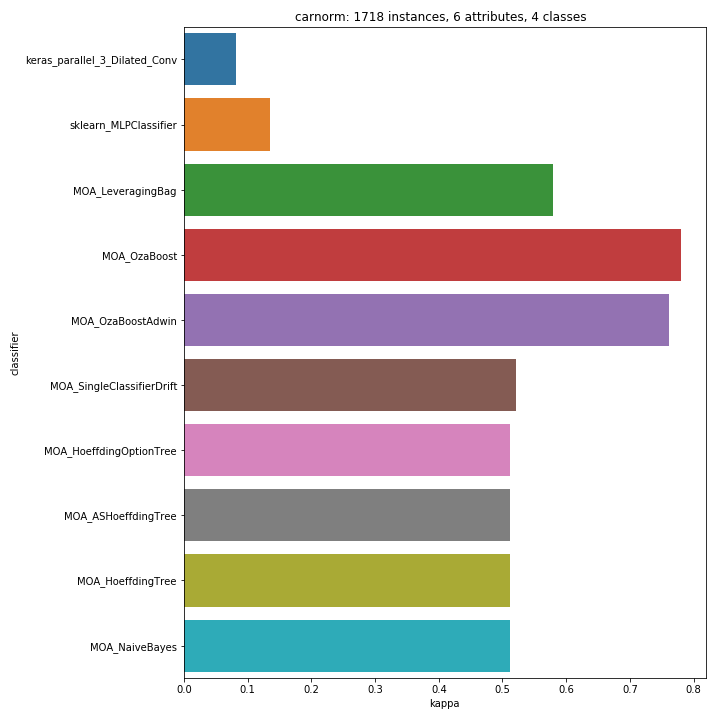 carnorm: 1718 instances, 6 attributes, 4 classes
keras_parallel_3_Dilated_Conv
sklearn_MLPClassifier
MOA_LeveragingBag
MOA_OzaBoost
MOA_OzaBoostAdwin
MOA_SingleClassifierDrift
MOA_HoeffdingOptionTree
MOA_ASHoeffdingTree
MOA_HoeffdingTree
MOA_NaiveBayes
classifier
0.0 0.1 0.2 0.3 0.4 0.5 0.6 0.7 0.8
kappa